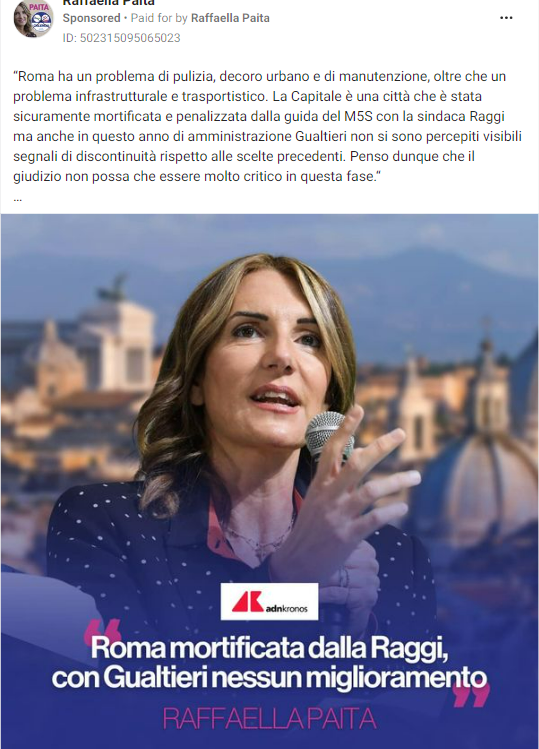 Raffaella Paita
Sponsored • Paid for by Raffaella Paita
ID: 502315095065023
“Roma ha un problema di pulizia, decoro urbano e di manutenzione, oltre che un
problema infrastrutturale e trasportistico. La Capitale è una città che è stata
sicuramente mortificata e penalizzata dalla guida del M5S con la sindaca Raggi
ma anche in questo anno di amministrazione Gualtieri non si sono percepiti visibili
segnali di discontinuità rispetto alle scelte precedenti. Penso dunque che il
giudizio non possa che essere molto critico in questa fase.“
...
adnkronos
“Roma mortificata dalla Raggi,
con Gualtieri nessun miglioramento”
RAFFAELLA PAITA
PAITA